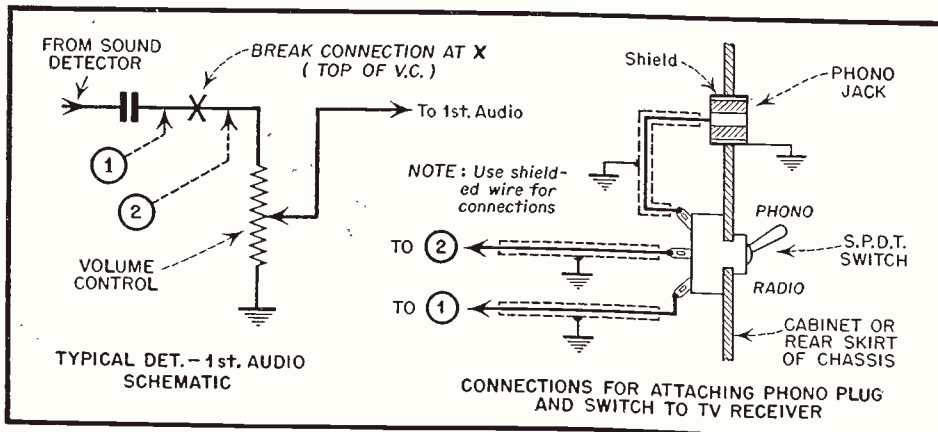 FROM SOUND
DETECTOR
BREAK CONNECTION AT X
( TOP OF V.C.)
X
To 1st. Audio
1
2
VOLUME
CONTROL
TYPICAL DET. – 1st. AUDIO
SCHEMATIC
Shield
PHONO
JACK
NOTE : Use shield-
ed wire for
connections
PHONO
TO 2
S.P.D.T.
SWITCH
RADIO
TO 1
CABINET OR
REAR SKIRT
OF CHASSIS
CONNECTIONS FOR ATTACHING PHONO PLUG
AND SWITCH TO TV RECEIVER